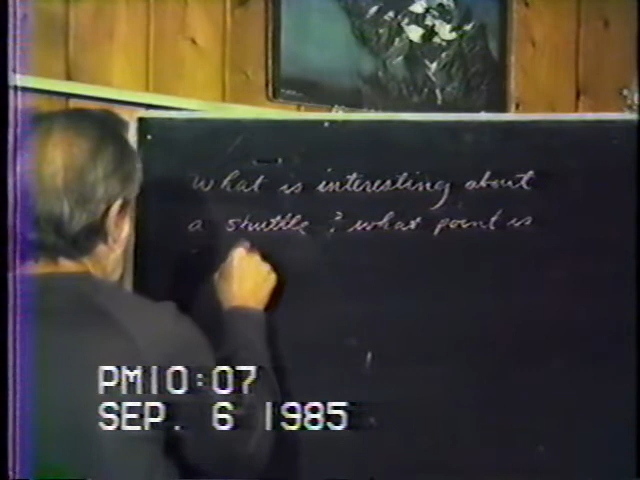 What is interesting about
a shuttle? what point is
PM10:07
SEP. 6 1985